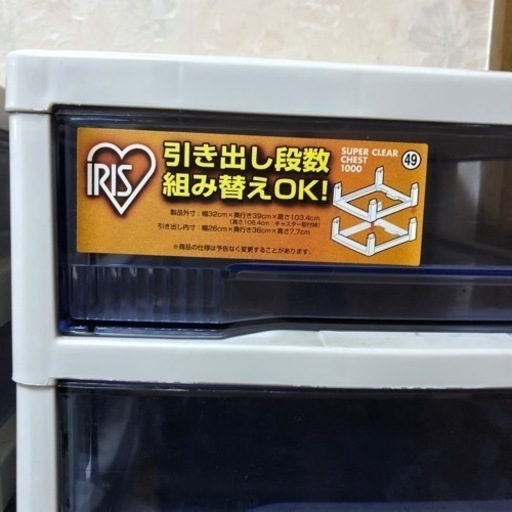 IRIS
引き出し段数
組み替えOK!
SUPER CLEAR
CHEST
1000
49
製品外寸:幅32cm×奥行き39cm×高さ103.4cm
(高さ108.4cm:キャスター取付時)
引き出し内寸:幅26cm×奥行き36cm×高さ7.7cm
※商品の仕様は予告なく変更することがあります。